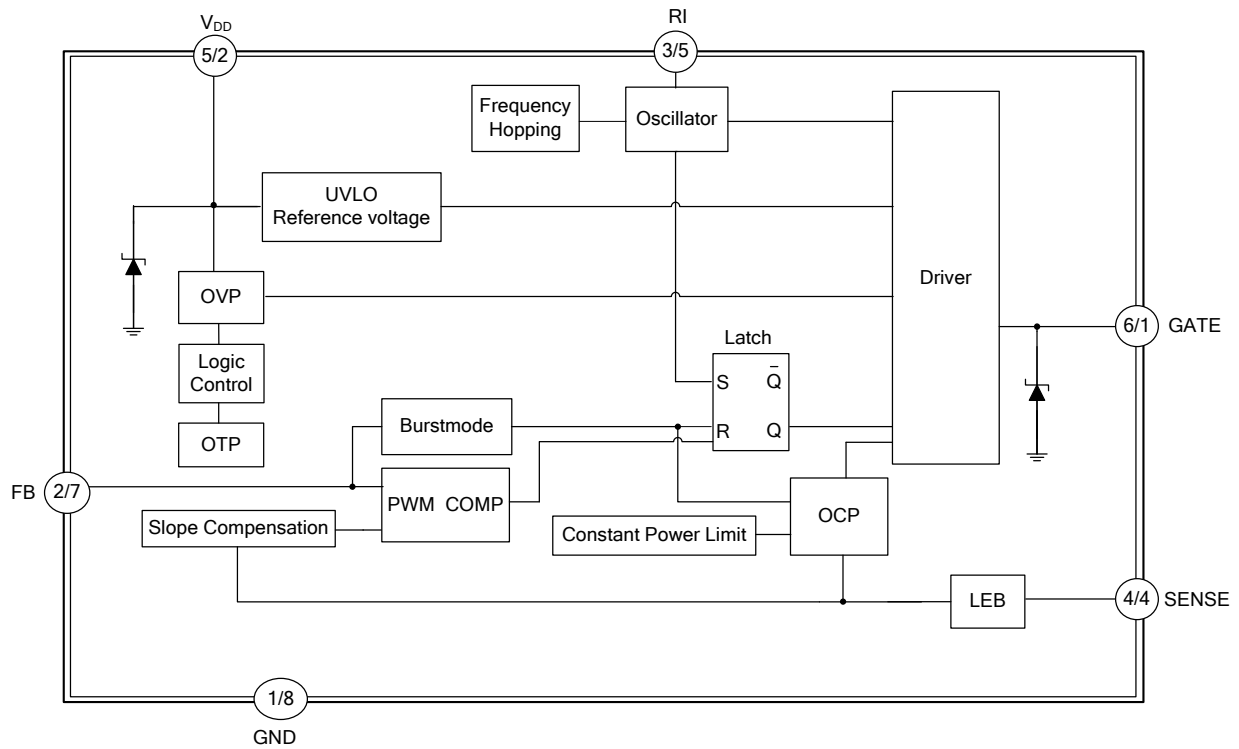 VDD
5/2
RI
3/5
Frequency
Hopping
Oscillator
UVLO
Reference voltage
Driver
OVP
6/1 GATE
Latch
Logic
Control
S Q̅
Burstmode
R Q
OTP
FB 2/7
PWM COMP
OCP
Slope Compensation
Constant Power Limit
LEB
4/4 SENSE
1/8
GND